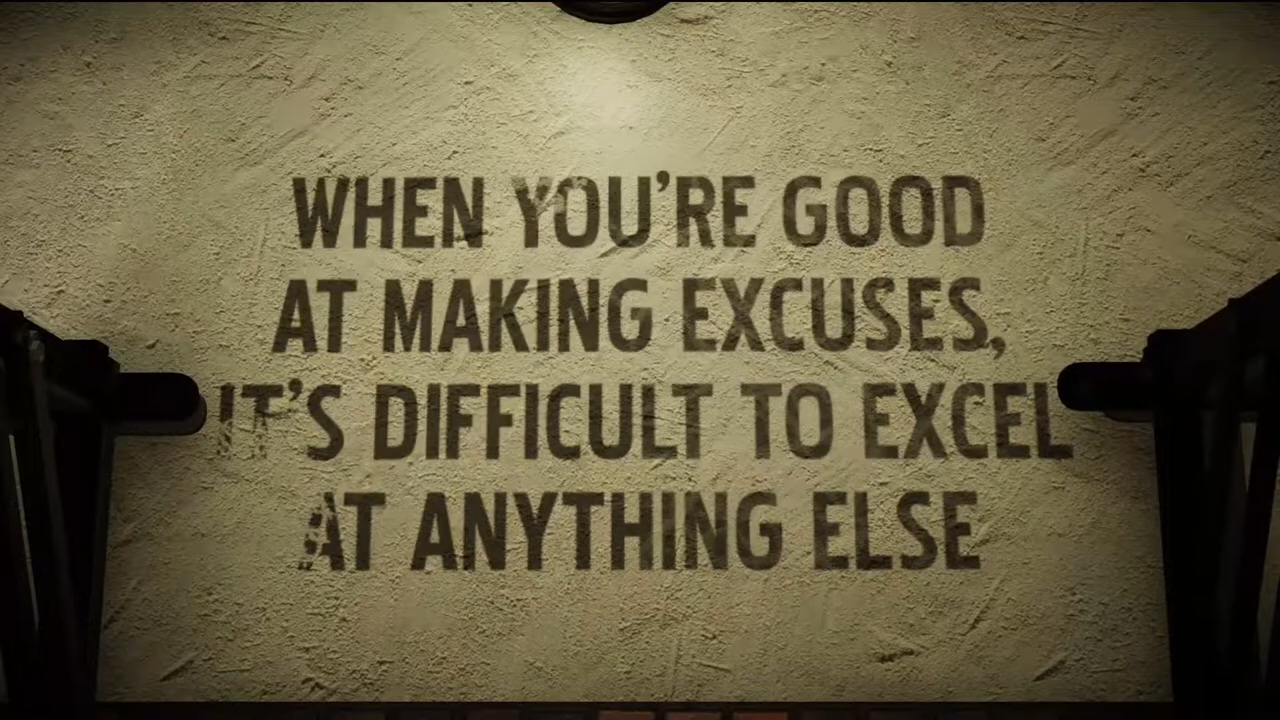 WHEN YOU'RE GOOD
AT MAKING EXCUSES,
IT'S DIFFICULT TO EXCEL
AT ANYTHING ELSE